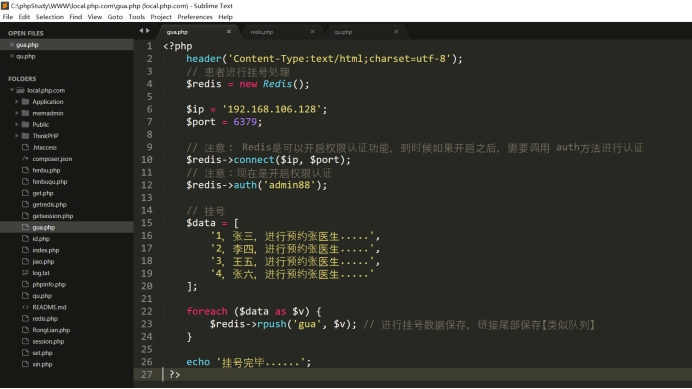 C:\phpStudy\WWW\local.php.com\gua.php (local.php.com) - Sublime Text
File Edit Selection Find View Goto Tools Project Preferences Help
OPEN FILES
× gua.php
× qu.php
FOLDERS
local.php.com
Application
memadmin
Public
ThinkPHP
.htaccess
composer.json
fenbu.php
fenbuqu.php
get.php
getredis.php
getsession.php
gua.php
id.php
index.php
jiao.php
log.txt
phpinfo.php
qu.php
README.md
redis.php
RongLian.php
session.php
set.php
xin.php
gua.php × redis.php × qu.php ×
1 <?php
2 header('Content-Type:text/html;charset=utf-8');
3 // 患者进行挂号处理
4 $redis = new Redis();
5
6 $ip = '192.168.106.128';
7 $port = 6379;
8
9 // 注意： Redis是可以开启权限认证功能，到时候如果开启之后，需要调用 auth方法进行认证
10 $redis->connect($ip, $port);
11 // 注意：现在是开启权限认证
12 $redis->auth('admin88');
13
14 // 挂号
15 $data = [
16 '1，张三，进行预约张医生.....',
17 '2，李四，进行预约张医生.....',
18 '3，王五，进行预约张医生.....',
19 '4，张六，进行预约张医生.....'
20 ];
21
22 foreach ($data as $v) {
23 $redis->rpush('gua', $v); // 进行挂号数据保存，链接尾部保存【类似队列】
24 }
25
26 echo '挂号完毕......';
27 ?>